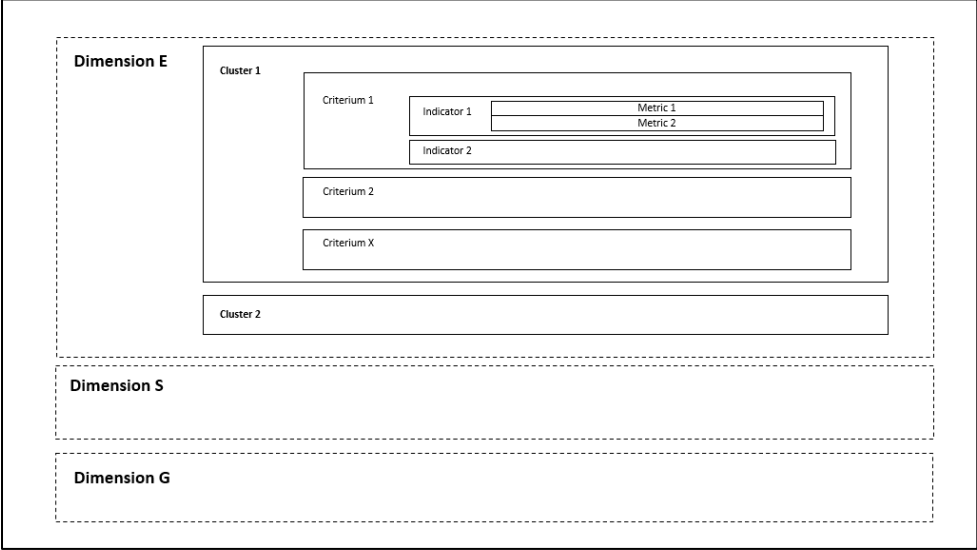 Dimension E
Cluster 1
Criterium 1
Indicator 1
Metric 1
Metric 2
Indicator 2
Criterium 2
Criterium X
Cluster 2
Dimension S
Dimension G